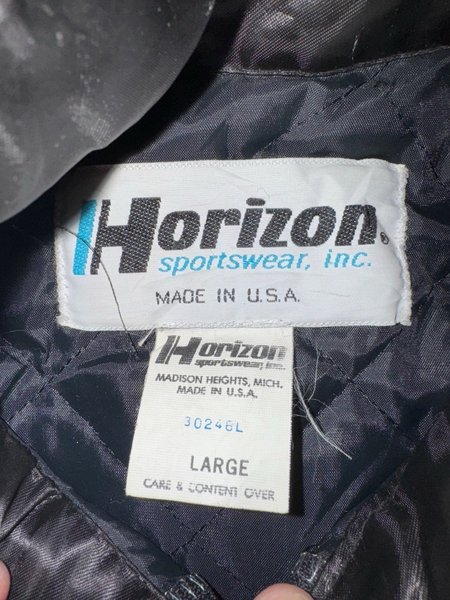 Horizon®
sportswear, inc.
MADE IN U.S.A.
Horizon
sportswear, inc.
MADISON HEIGHTS, MICH.
MADE IN U.S.A.
30246L
LARGE
CARE & CONTENT OVER